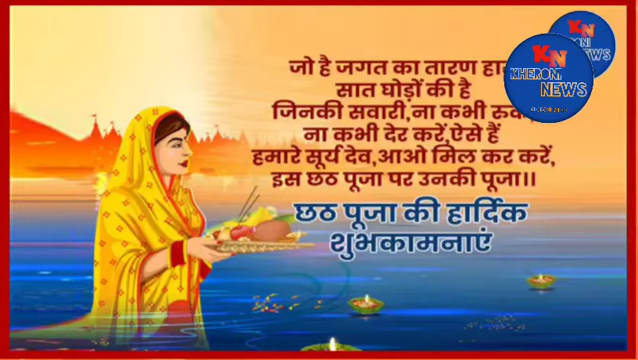 जो है जगत का तारण
सात घोड़ों की है
जिनकी सवारी,ना कभी
ना कभी देर करें,ऐसे हैं
हमारे सूर्य देव,आओ मिल कर करें,
इस छठ पूजा पर उनकी पूजा।।
छठ पूजा की हार्दिक
शुभकामनाएं
KN
NEWS
KN
KHERONI
NEWS